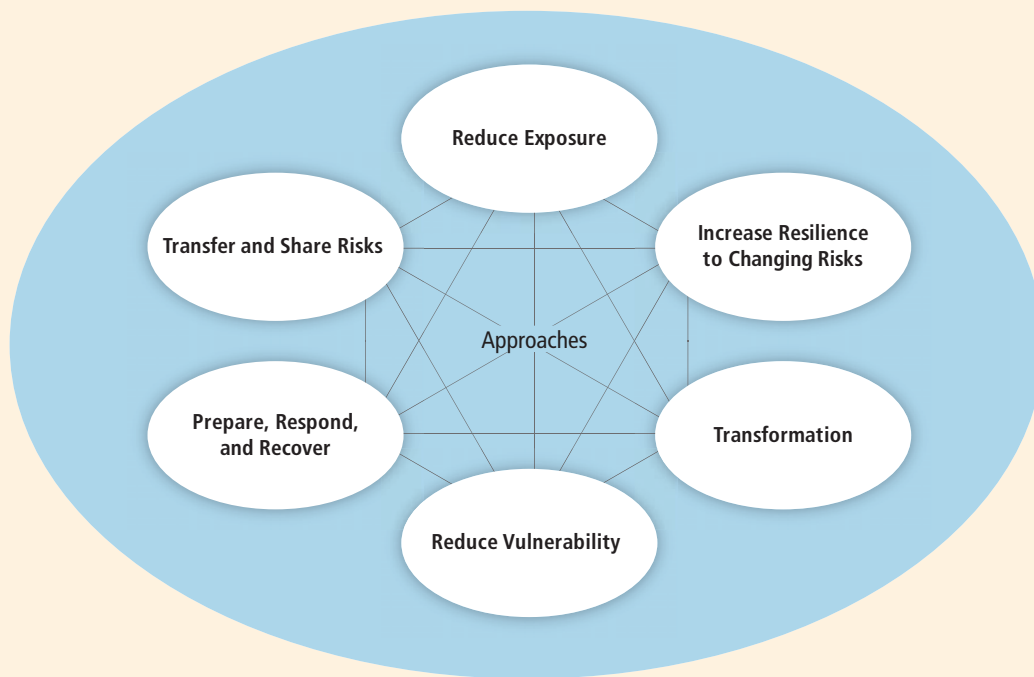 Reduce Exposure
Transfer and Share Risks
Increase Resilience
to Changing Risks
Approaches
Prepare, Respond,
and Recover
Transformation
Reduce Vulnerability